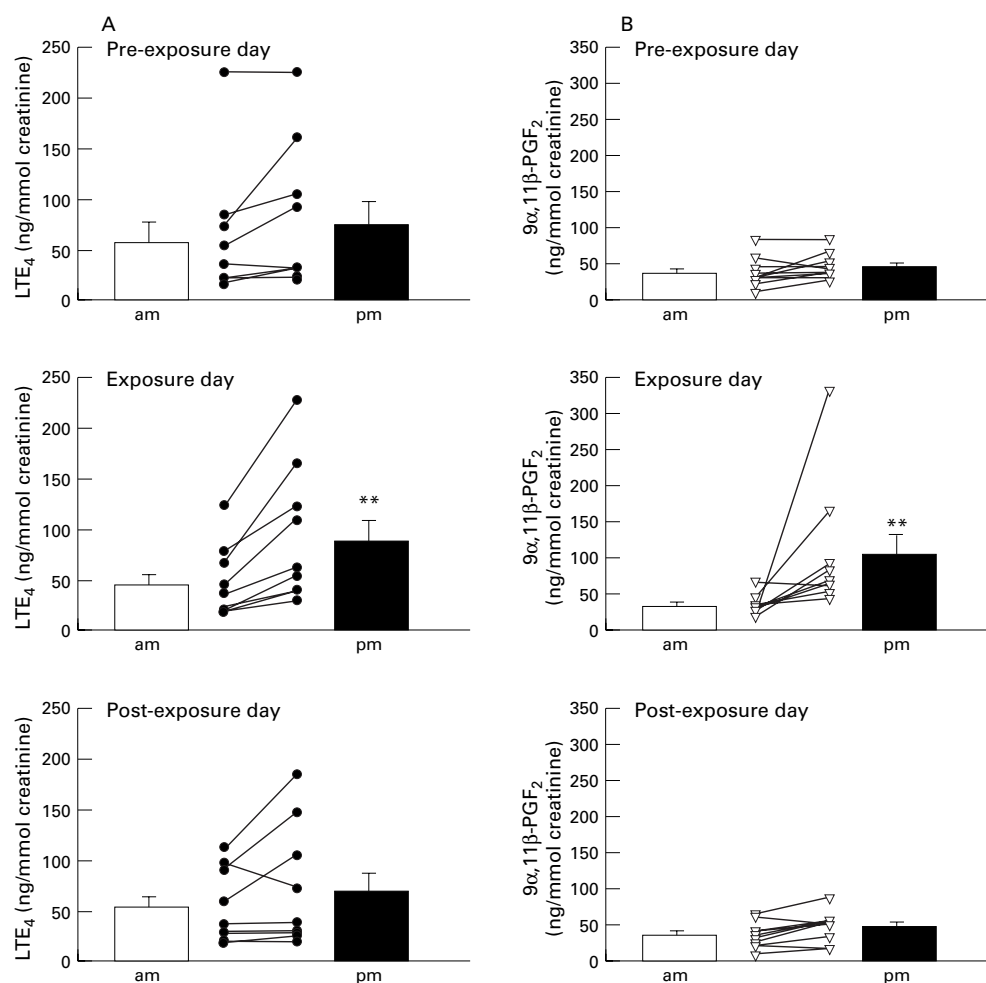 A
Pre-exposure day
LTE₄ (ng/mmol creatinine)
250
200
150
100
50
0
am
pm
B
Pre-exposure day
9α,11β-PGF₂
(ng/mmol creatinine)
350
300
250
200
150
100
50
0
am
pm
Exposure day
LTE₄ (ng/mmol creatinine)
250
200
150
100
50
0
**
am
pm
Exposure day
9α,11β-PGF₂
(ng/mmol creatinine)
350
300
250
200
150
100
50
0
**
am
pm
Post-exposure day
LTE₄ (ng/mmol creatinine)
250
200
150
100
50
0
am
pm
Post-exposure day
9α,11β-PGF₂
(ng/mmol creatinine)
350
300
250
200
150
100
50
0
am
pm